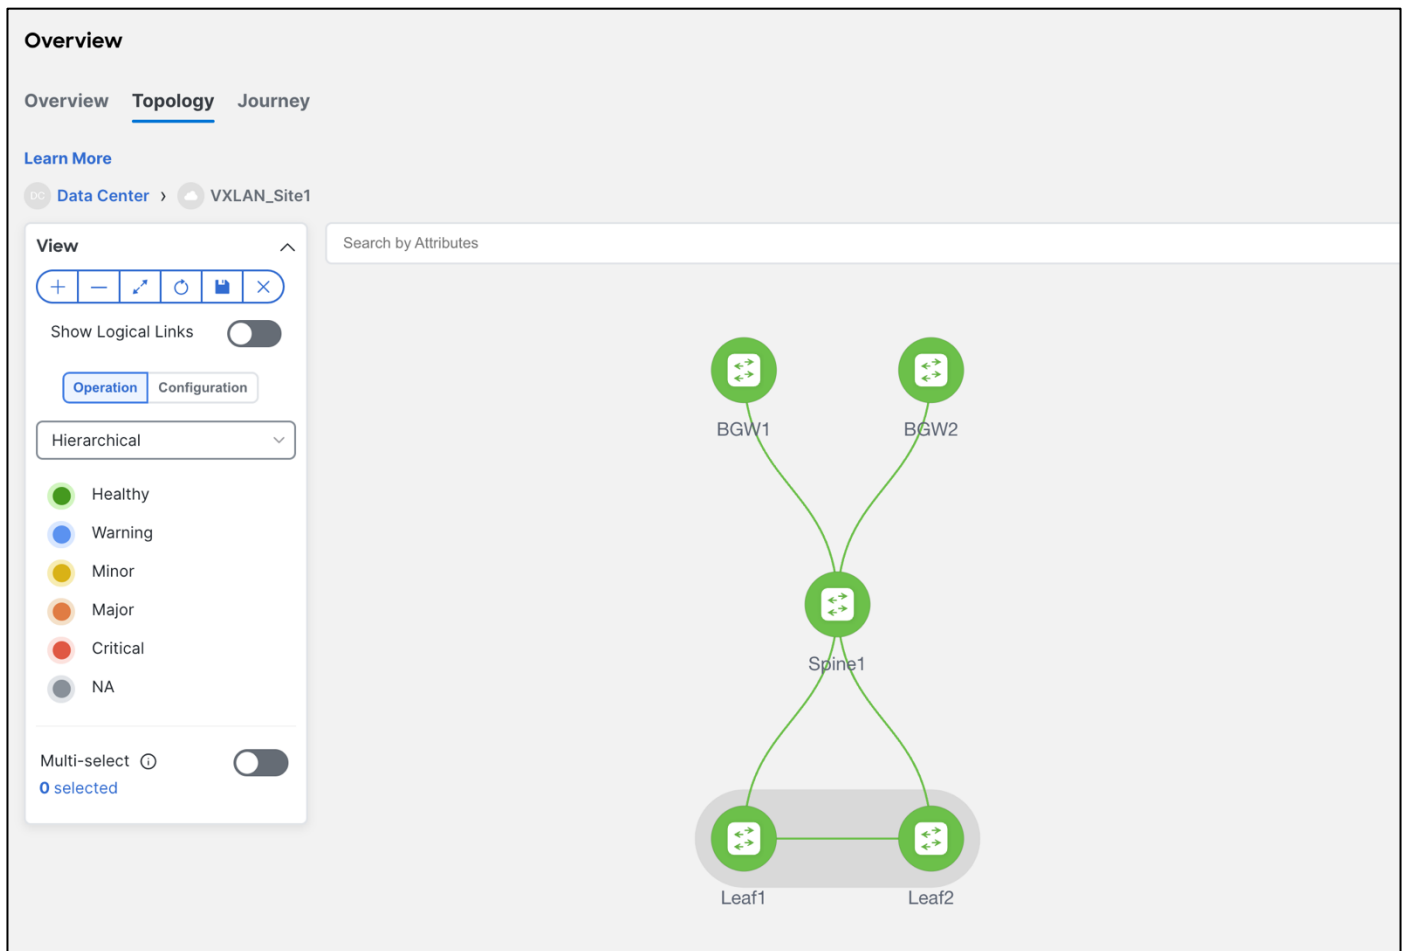 Overview
Overview Topology Journey
Learn More
DC Data Center › VXLAN_Site1
View
Search by Attributes
Show Logical Links
Operation Configuration
Hierarchical
Healthy
Warning
Minor
Major
Critical
NA
Multi-select
0 selected
BGW1 BGW2
Spine1
Leaf1 Leaf2